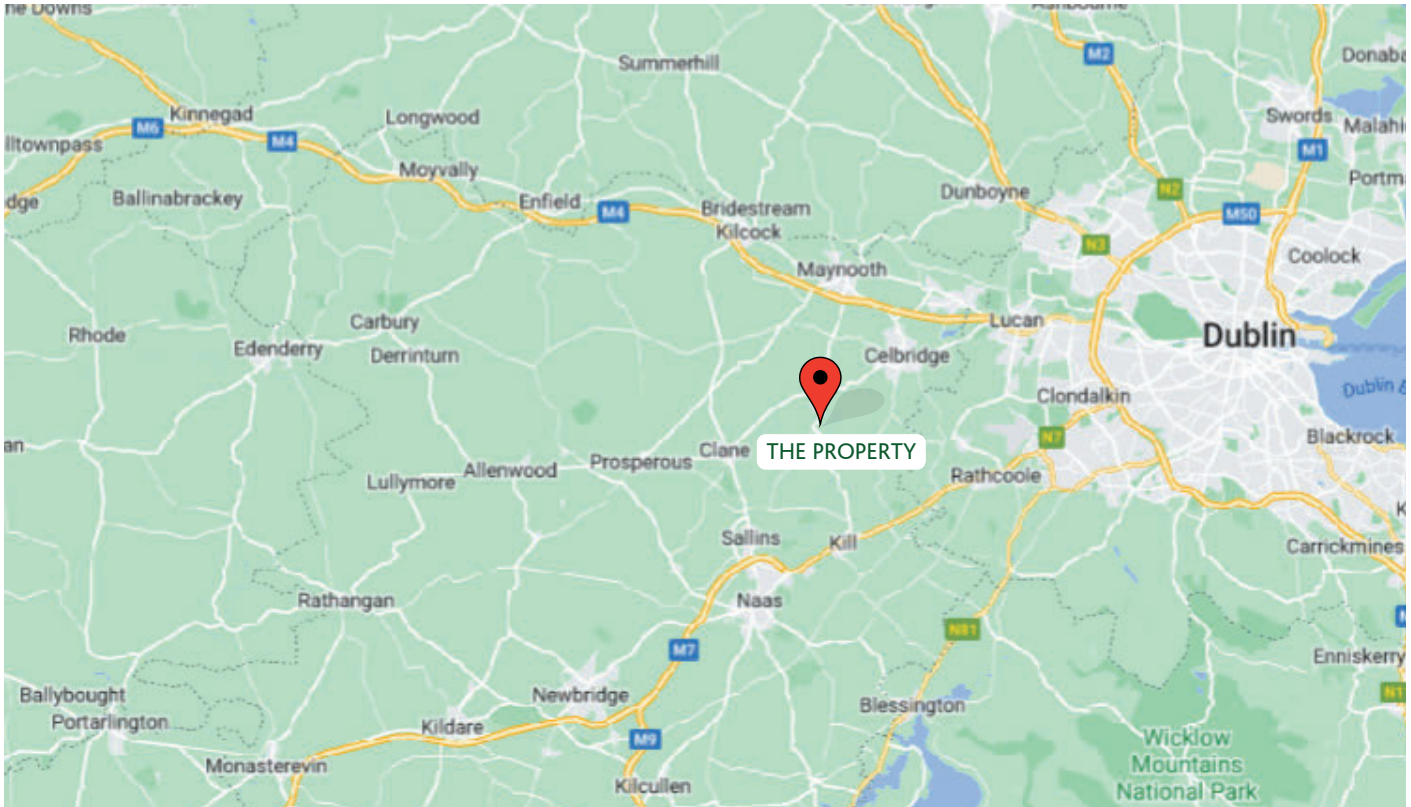 ne Downs
Ashbourne
Summerhill
M2
Donaba
Kinnegad
M6
M4
Longwood
Swords
Malahi
M1
lltownpass
Moyvally
Portma
dge
Ballinabrackey
Enfield
M4
Bridestream
Kilcock
Dunboyne
N2
M50
N3
Coolock
Maynooth
Rhode
Carbury
Edenderry
Derrinturn
Lucan
Dublin
Celbridge
Dublin B
Clondalkin
an
N7
Blackrock
Clane
THE PROPERTY
Prosperous
Allenwood
Lullymore
Rathcoole
K
Sallins
Kill
Carrickmines
Rathangan
Naas
N81
M7
Enniskerry
N1
Ballybought
Portarlington
Newbridge
Blessington
Kildare
M9
Monasterevin
Kilcullen
Wicklow
Mountains
National Park